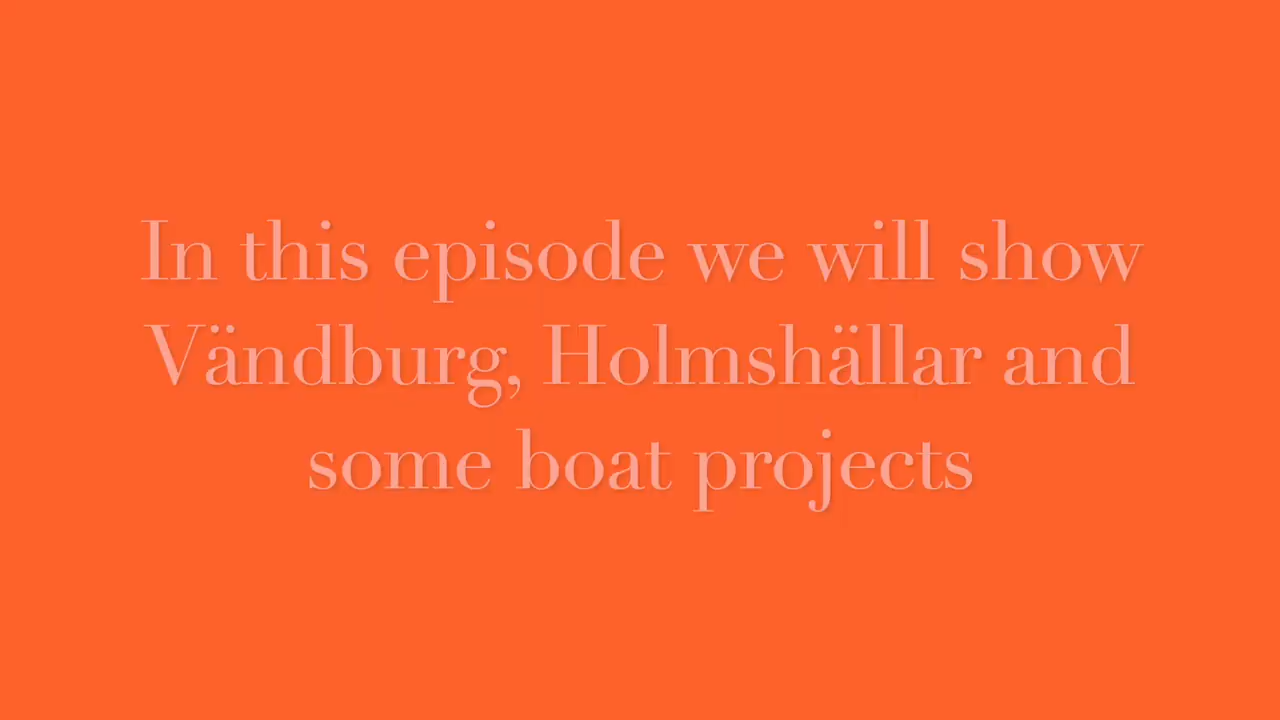 In this episode we will show
Vändburg, Holmshällar and
some boat projects